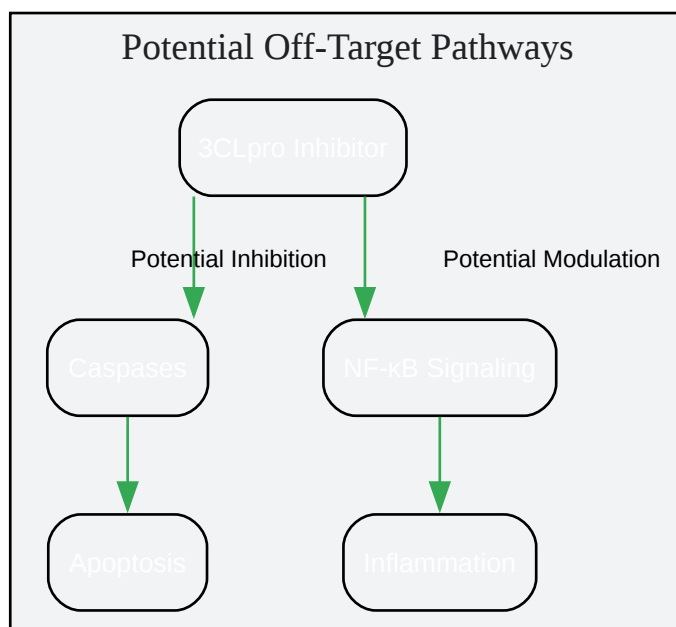 Potential Off-Target Pathways
3CLpro Inhibitor
Potential Inhibition
Potential Modulation
Caspases
NF-κB Signaling
Apoptosis
Inflammation